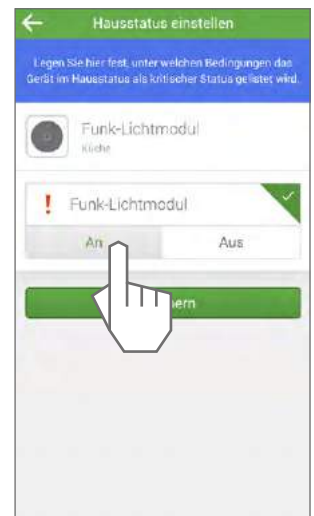 Hausstatus einstellen
Legen Sie hier fest, unter welchen Bedingungen das
Gerät im Hausstatus als kritischer Status gelistet wird.
Funk-Lichtmodul
Küche
! Funk-Lichtmodul
An Aus